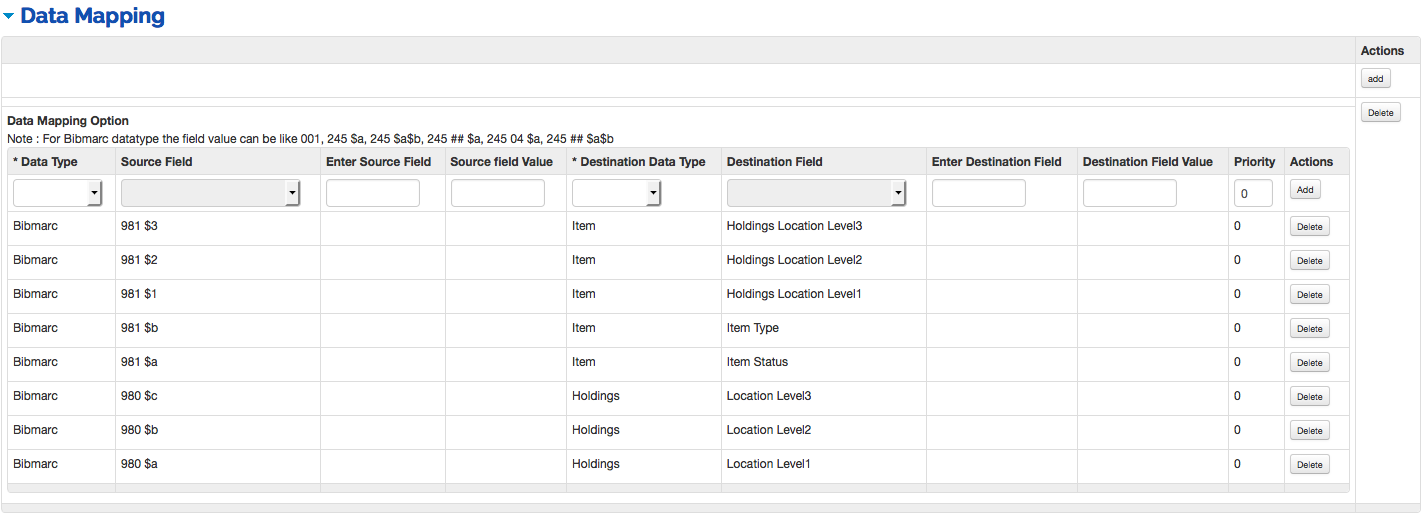 Data Mapping
Actions
add
Delete
Data Mapping Option
Note : For Bibmarc datatype the field value can be like 001, 245 $a, 245 $a$b, 245 ## $a, 245 04 $a, 245 ## $a$b
* Data Type Source Field Enter Source Field Source field Value * Destination Data Type Destination Field Enter Destination Field Destination Field Value Priority Actions
0 Add
Bibmarc 981 $3 Item Holdings Location Level3 0 Delete
Bibmarc 981 $2 Item Holdings Location Level2 0 Delete
Bibmarc 981 $1 Item Holdings Location Level1 0 Delete
Bibmarc 981 $b Item Item Type 0 Delete
Bibmarc 981 $a Item Item Status 0 Delete
Bibmarc 980 $c Holdings Location Level3 0 Delete
Bibmarc 980 $b Holdings Location Level2 0 Delete
Bibmarc 980 $a Holdings Location Level1 0 Delete